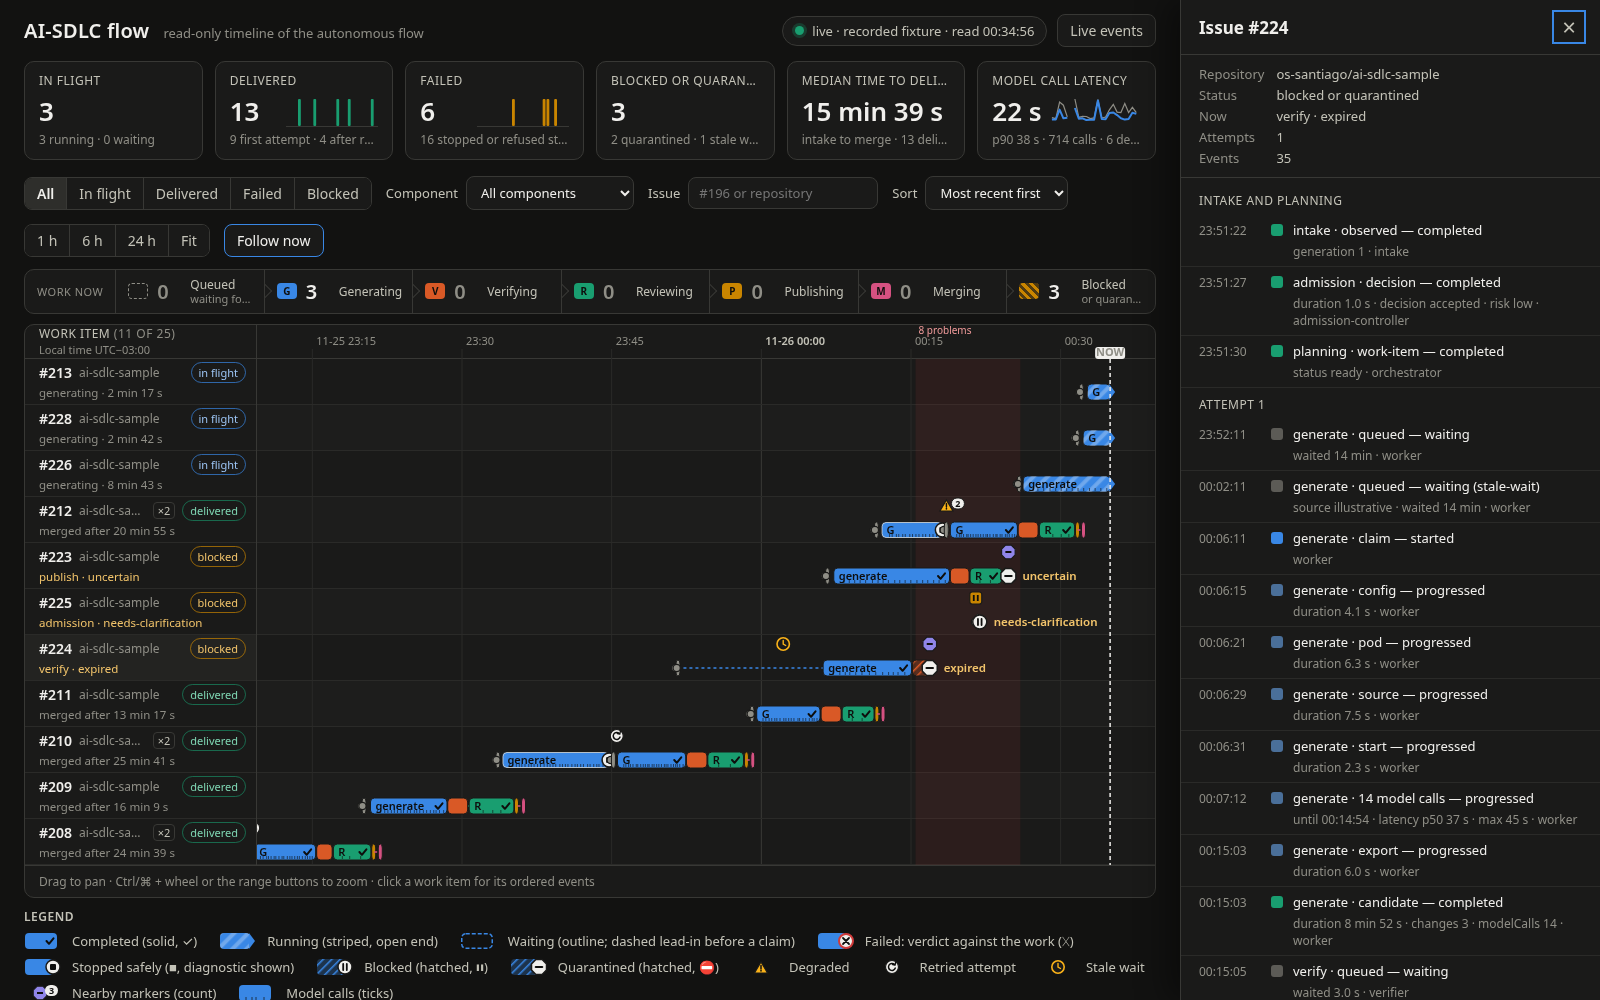 AI-SDLC flow read-only timeline of the autonomous flow
live · recorded fixture · read 00:34:56
Live events
IN FLIGHT
3
3 running · 0 waiting
DELIVERED
13
9 first attempt · 4 after r…
FAILED
6
16 stopped or refused st…
BLOCKED OR QUARAN…
3
2 quarantined · 1 stale w…
MEDIAN TIME TO DELI…
15 min 39 s
intake to merge · 13 deli…
MODEL CALL LATENCY
22 s
p90 38 s · 714 calls · 6 de…
All In flight Delivered Failed Blocked Component All components Issue #196 or repository Sort Most recent first
1 h 6 h 24 h Fit Follow now
WORK NOW
0 Queued
waiting fo…
G 3 Generating
V 0 Verifying
R 0 Reviewing
P 0 Publishing
M 0 Merging
3 Blocked
or quaran…
WORK ITEM (11 OF 25)
Local time UTC−03:00
8 problems
11-25 23:15 23:30 23:45 11-26 00:00 00:15 00:30
NOW
#213 ai-sdlc-sample in flight
generating · 2 min 17 s
G
#228 ai-sdlc-sample in flight
generating · 2 min 42 s
G
#226 ai-sdlc-sample in flight
generating · 8 min 43 s
generate
#212 ai-sdlc-sa… ×2 delivered
merged after 20 min 55 s
2
G G R
#223 ai-sdlc-sample blocked
publish · uncertain
generate R uncertain
#225 ai-sdlc-sample blocked
admission · needs-clarification
needs-clarification
#224 ai-sdlc-sample blocked
verify · expired
generate expired
#211 ai-sdlc-sample delivered
merged after 13 min 17 s
G R
#210 ai-sdlc-sa… ×2 delivered
merged after 25 min 41 s
generate G R
#209 ai-sdlc-sample delivered
merged after 16 min 9 s
generate R
#208 ai-sdlc-sa… ×2 delivered
merged after 24 min 39 s
G R
Drag to pan · Ctrl/⌘ + wheel or the range buttons to zoom · click a work item for its ordered events
LEGEND
Completed (solid, ✓) Running (striped, open end) Waiting (outline; dashed lead-in before a claim) Failed: verdict against the work (☓)
Stopped safely (■, diagnostic shown) Blocked (hatched, ⏸) Quarantined (hatched, ⛔) Degraded Retried attempt Stale wait
3 Nearby markers (count) Model calls (ticks)
Issue #224
✕
Repository os-santiago/ai-sdlc-sample
Status blocked or quarantined
Now verify · expired
Attempts 1
Events 35
INTAKE AND PLANNING
23:51:22 intake · observed — completed
generation 1 · intake
23:51:27 admission · decision — completed
duration 1.0 s · decision accepted · risk low ·
admission-controller
23:51:30 planning · work-item — completed
status ready · orchestrator
ATTEMPT 1
23:52:11 generate · queued — waiting
waited 14 min · worker
00:02:11 generate · queued — waiting (stale-wait)
source illustrative · waited 14 min · worker
00:06:11 generate · claim — started
worker
00:06:15 generate · config — progressed
duration 4.1 s · worker
00:06:21 generate · pod — progressed
duration 6.3 s · worker
00:06:29 generate · source — progressed
duration 7.5 s · worker
00:06:31 generate · start — progressed
duration 2.3 s · worker
00:07:12 generate · 14 model calls — progressed
until 00:14:54 · latency p50 37 s · max 45 s · worker
00:15:03 generate · export — progressed
duration 6.0 s · worker
00:15:03 generate · candidate — completed
duration 8 min 52 s · changes 3 · modelCalls 14 ·
worker
00:15:05 verify · queued — waiting
waited 3.0 s · verifier